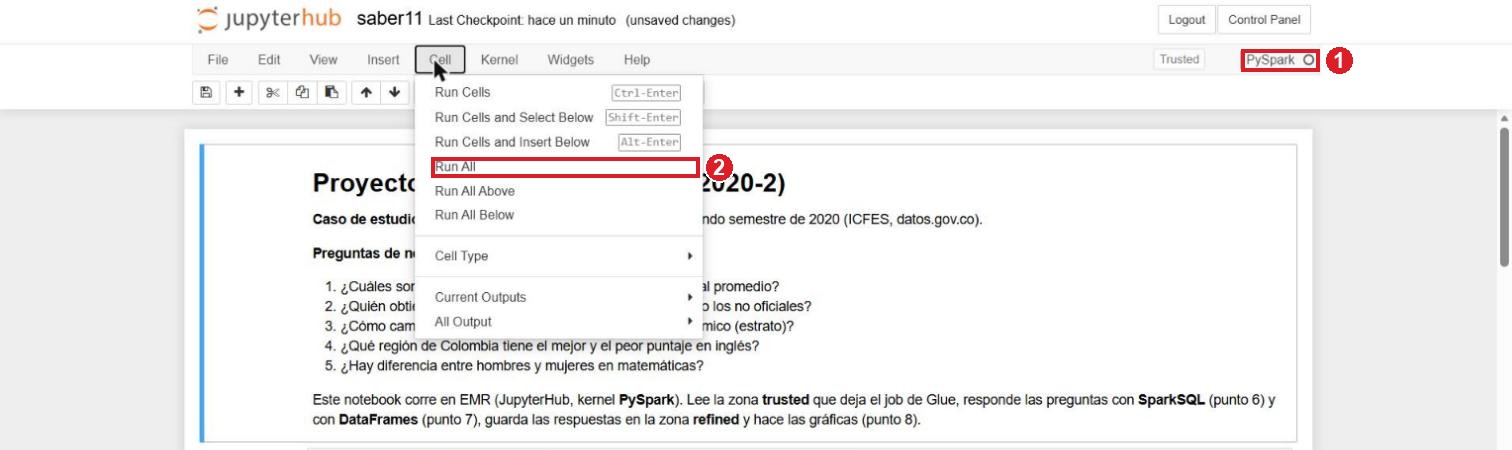 jupyterhub saber11 Last Checkpoint: hace un minuto (unsaved changes) Logout Control Panel
File Edit View Insert Cell Kernel Widgets Help Trusted PySpark 1
Run Cells Ctrl-Enter
Run Cells and Select Below Shift-Enter
Run Cells and Insert Below Alt-Enter
Run All 2
Run All Above
Run All Below
Cell Type
Current Outputs
All Output
Proyecto 2020-2)
Caso de estudio ndo semestre de 2020 (ICFES, datos.gov.co).
Preguntas de n
1. ¿Cuáles son al promedio?
2. ¿Quién obtie o los no oficiales?
3. ¿Cómo cam mico (estrato)?
4. ¿Qué región de Colombia tiene el mejor y el peor puntaje en inglés?
5. ¿Hay diferencia entre hombres y mujeres en matemáticas?
Este notebook corre en EMR (JupyterHub, kernel PySpark). Lee la zona trusted que deja el job de Glue, responde las preguntas con SparkSQL (punto 6) y
con DataFrames (punto 7), guarda las respuestas en la zona refined y hace las gráficas (punto 8).